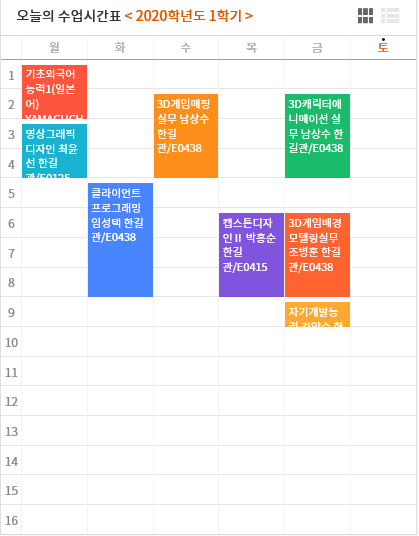 오늘의 수업시간표 < 2020학년도 1학기 >
월 화 수 목 금 토
1
2
3
4
5
6
7
8
9
10
11
12
13
14
15
16
기초외국어
능력1(일본
어)
YAMAGUCH
영상그래픽
디자인 최윤
선 한길
관/E0125
클라이언트
프로그래밍
임성택 한길
관/E0438
3D게임매핑
실무 남상수
한길
관/E0438
캡스톤디자
인Ⅱ 박흥순
한길
관/E0415
3D캐릭터애
니메이션 실
무 남상수 한
길관/E0438
3D게임배경
모델링실무
조병훈 한길
관/E0438
자기개발능